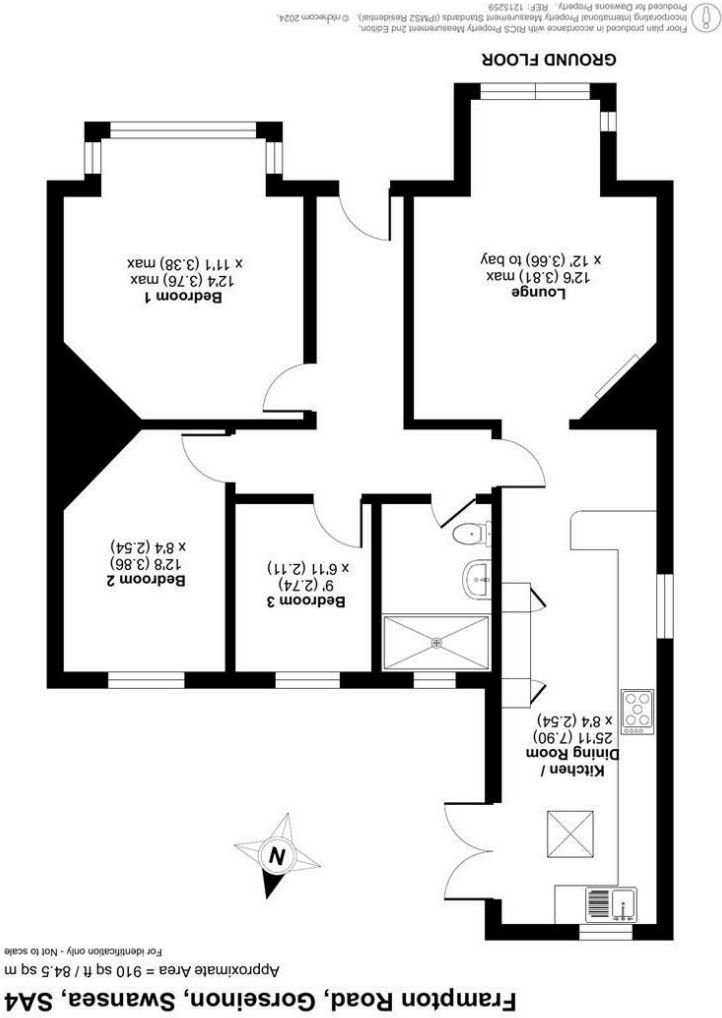 Frampton Road, Gorseinon, Swansea, SA4
Approximate Area = 910 sq ft / 84.5 sq m
For identification only - Not to scale
N
Kitchen /
Dining Room
25'11 (7.90)
x 8'4 (2.54)
Bedroom 3
9' (2.74)
x 6'11 (2.11)
Bedroom 2
12'8 (3.86)
x 8'4 (2.54)
Lounge
12'6 (3.81) max
x 12' (3.66) to bay
Bedroom 1
12'4 (3.76) max
x 11'1 (3.38) max
GROUND FLOOR
Floor plan produced in accordance with RICS Property Measurement 2nd Edition,
Incorporating International Property Measurement Standards (IPMS2 Residential). © nichecom 2024.
Produced for Dawsons Property. REF: 1215259